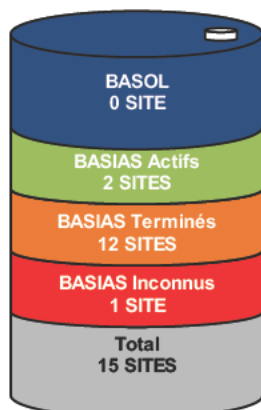 BASOL
0 SITE
BASIAS Actifs
2 SITES
BASIAS Terminés
12 SITES
BASIAS Inconnus
1 SITE
Total
15 SITES